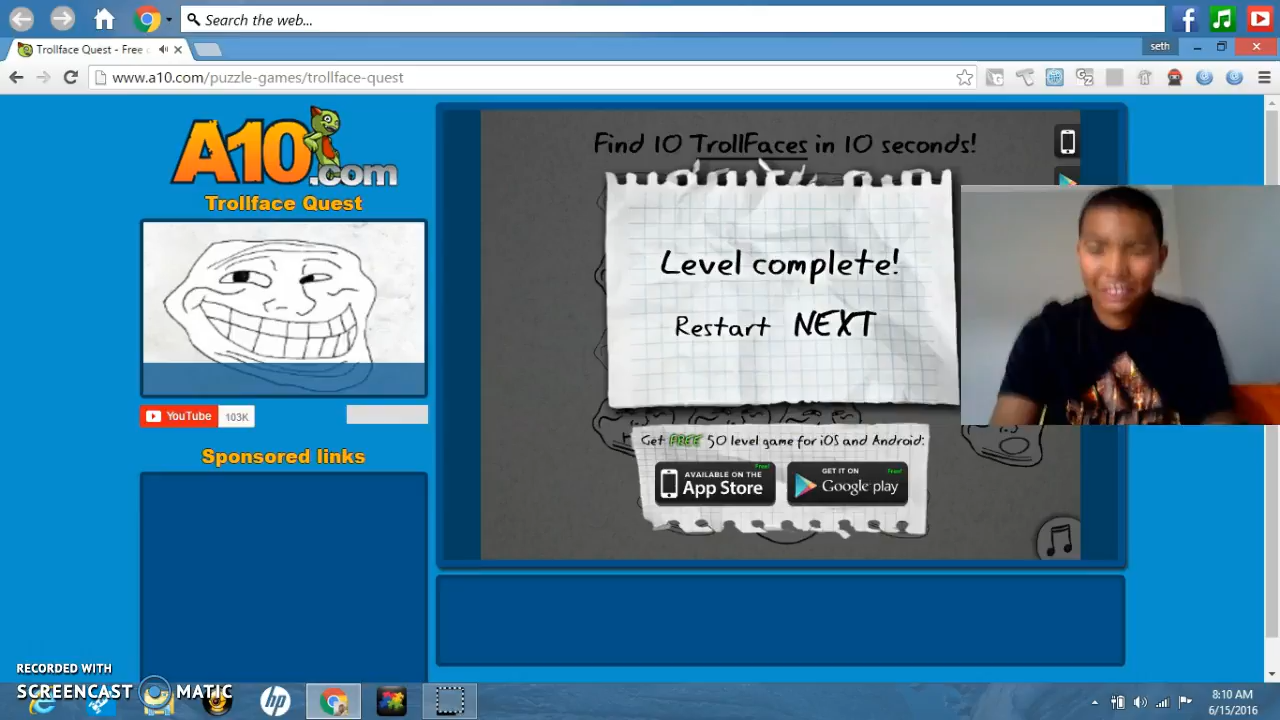 Search the web...
Trollface Quest - Free
seth
www.a10.com/puzzle-games/trollface-quest
A10.com
Trollface Quest
YouTube 103K
Sponsored links
Find 10 TrollFaces in 10 seconds!
Level complete!
Restart NEXT
Get FREE 50 level game for iOS and Android:
Free!
AVAILABLE ON THE
App Store
Free!
GET IT ON
Google play
RECORDED WITH
SCREENCAST MATIC
hp
8:10 AM
6/15/2016